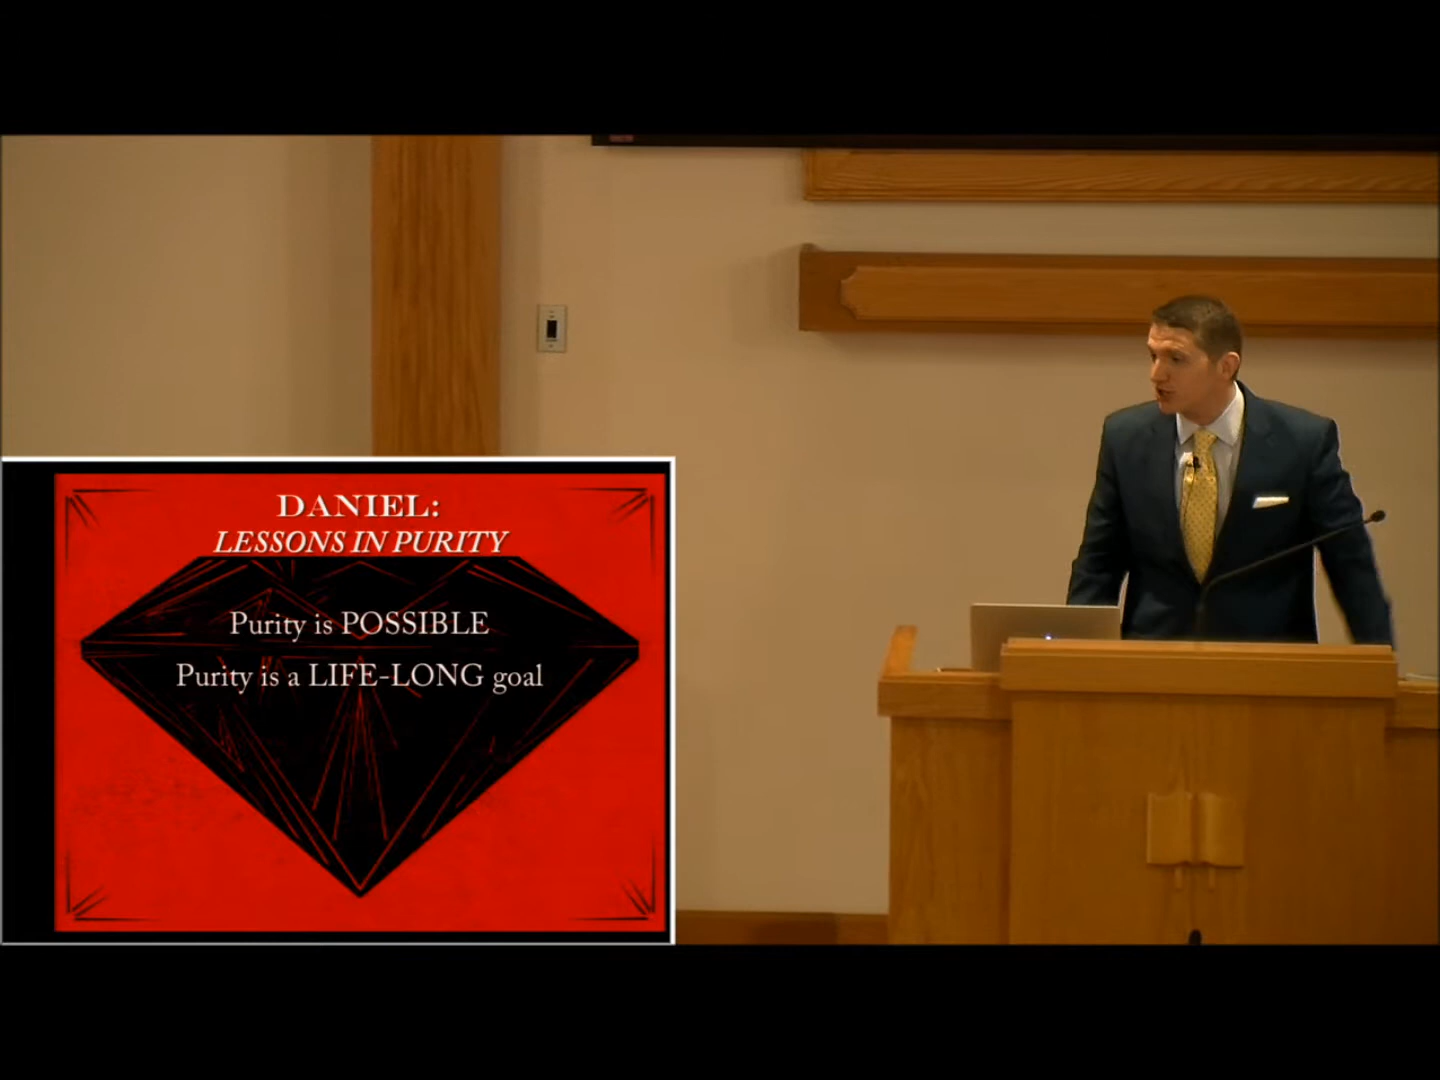 DANIEL:
LESSONS IN PURITY
Purity is POSSIBLE
Purity is a LIFE-LONG goal